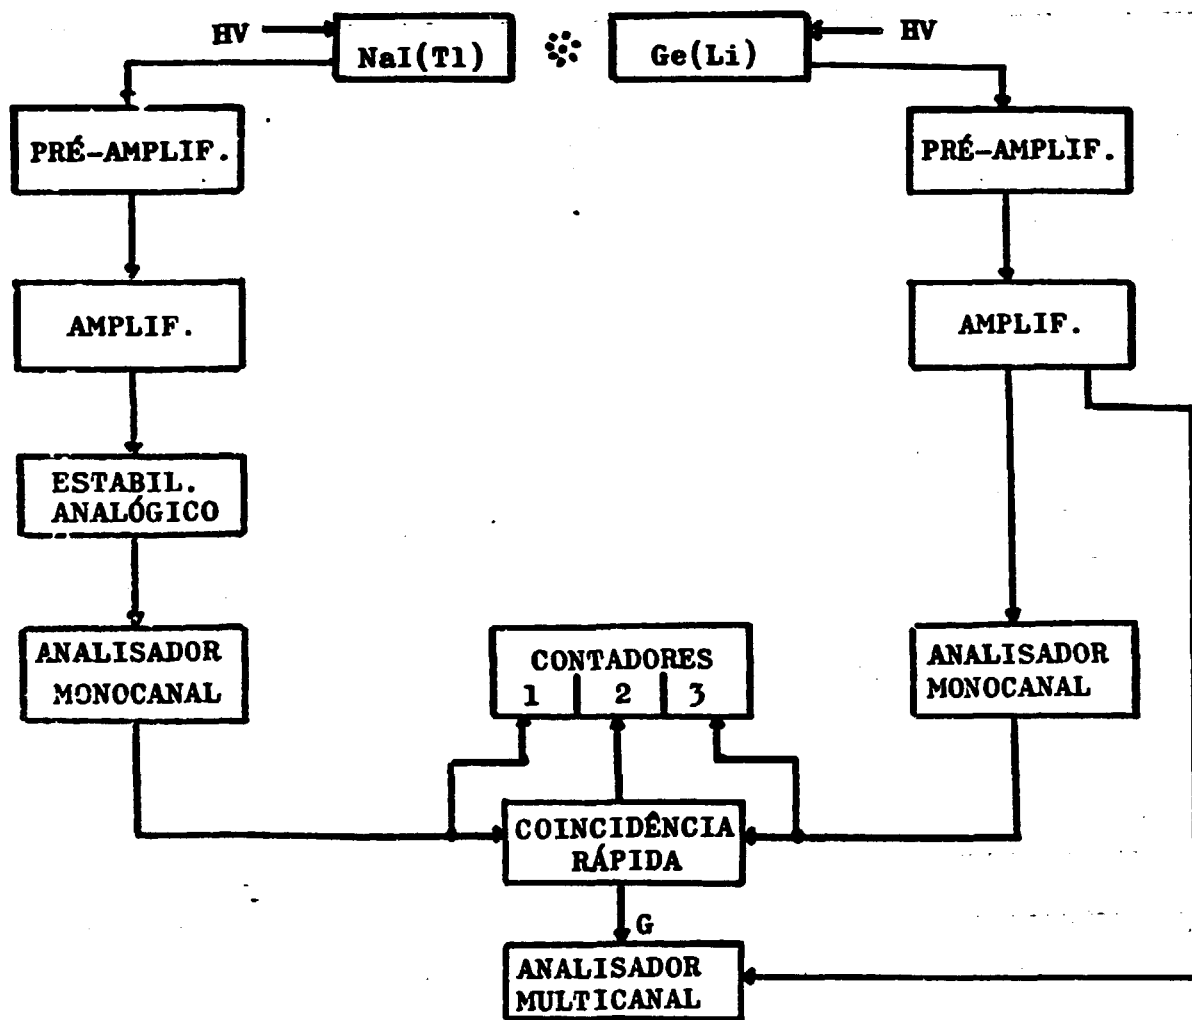 HV
NaI(Tl)
Ge(Li)
HV
PRÉ-AMPLIF.
PRÉ-AMPLIF.
AMPLIF.
AMPLIF.
ESTABIL.
ANALÓGICO
ANALISADOR
MONOCANAL
CONTADORES
1 2 3
ANALISADOR
MONOCANAL
COINCIDÊNCIA
RÁPIDA
G
ANALISADOR
MULTICANAL